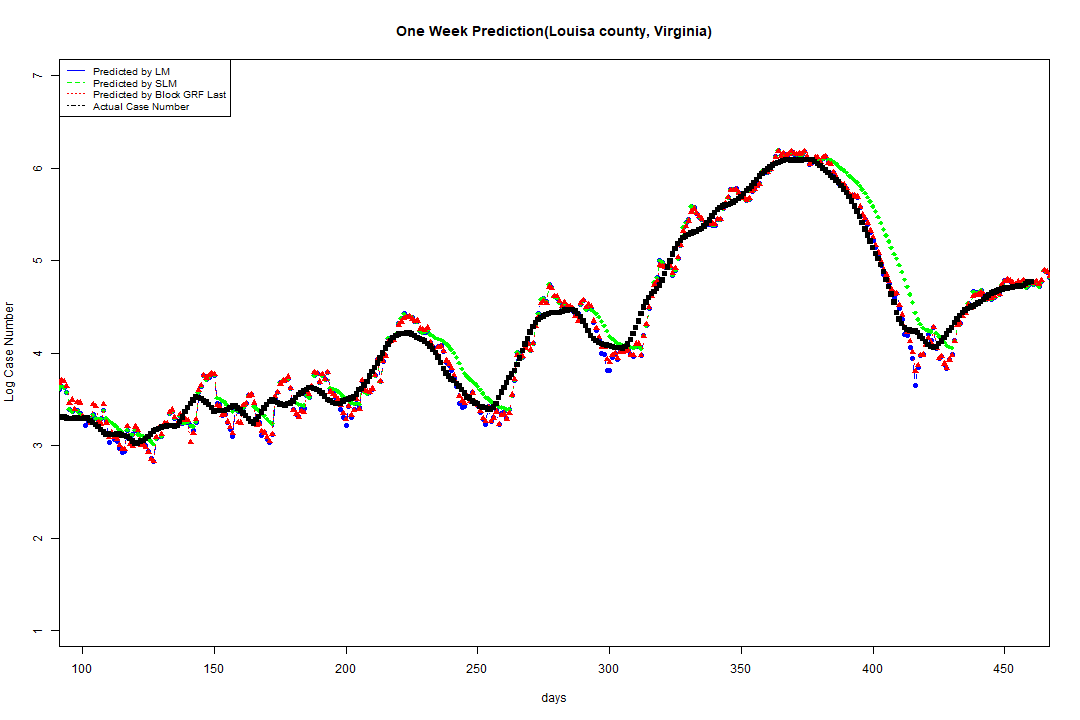 One Week Prediction(Louisa county, Virginia)
Predicted by LM
Predicted by SLM
Predicted by Block GRF Last
Actual Case Number
Log Case Number
7
6
5
4
3
2
1
100 150 200 250 300 350 400 450
days